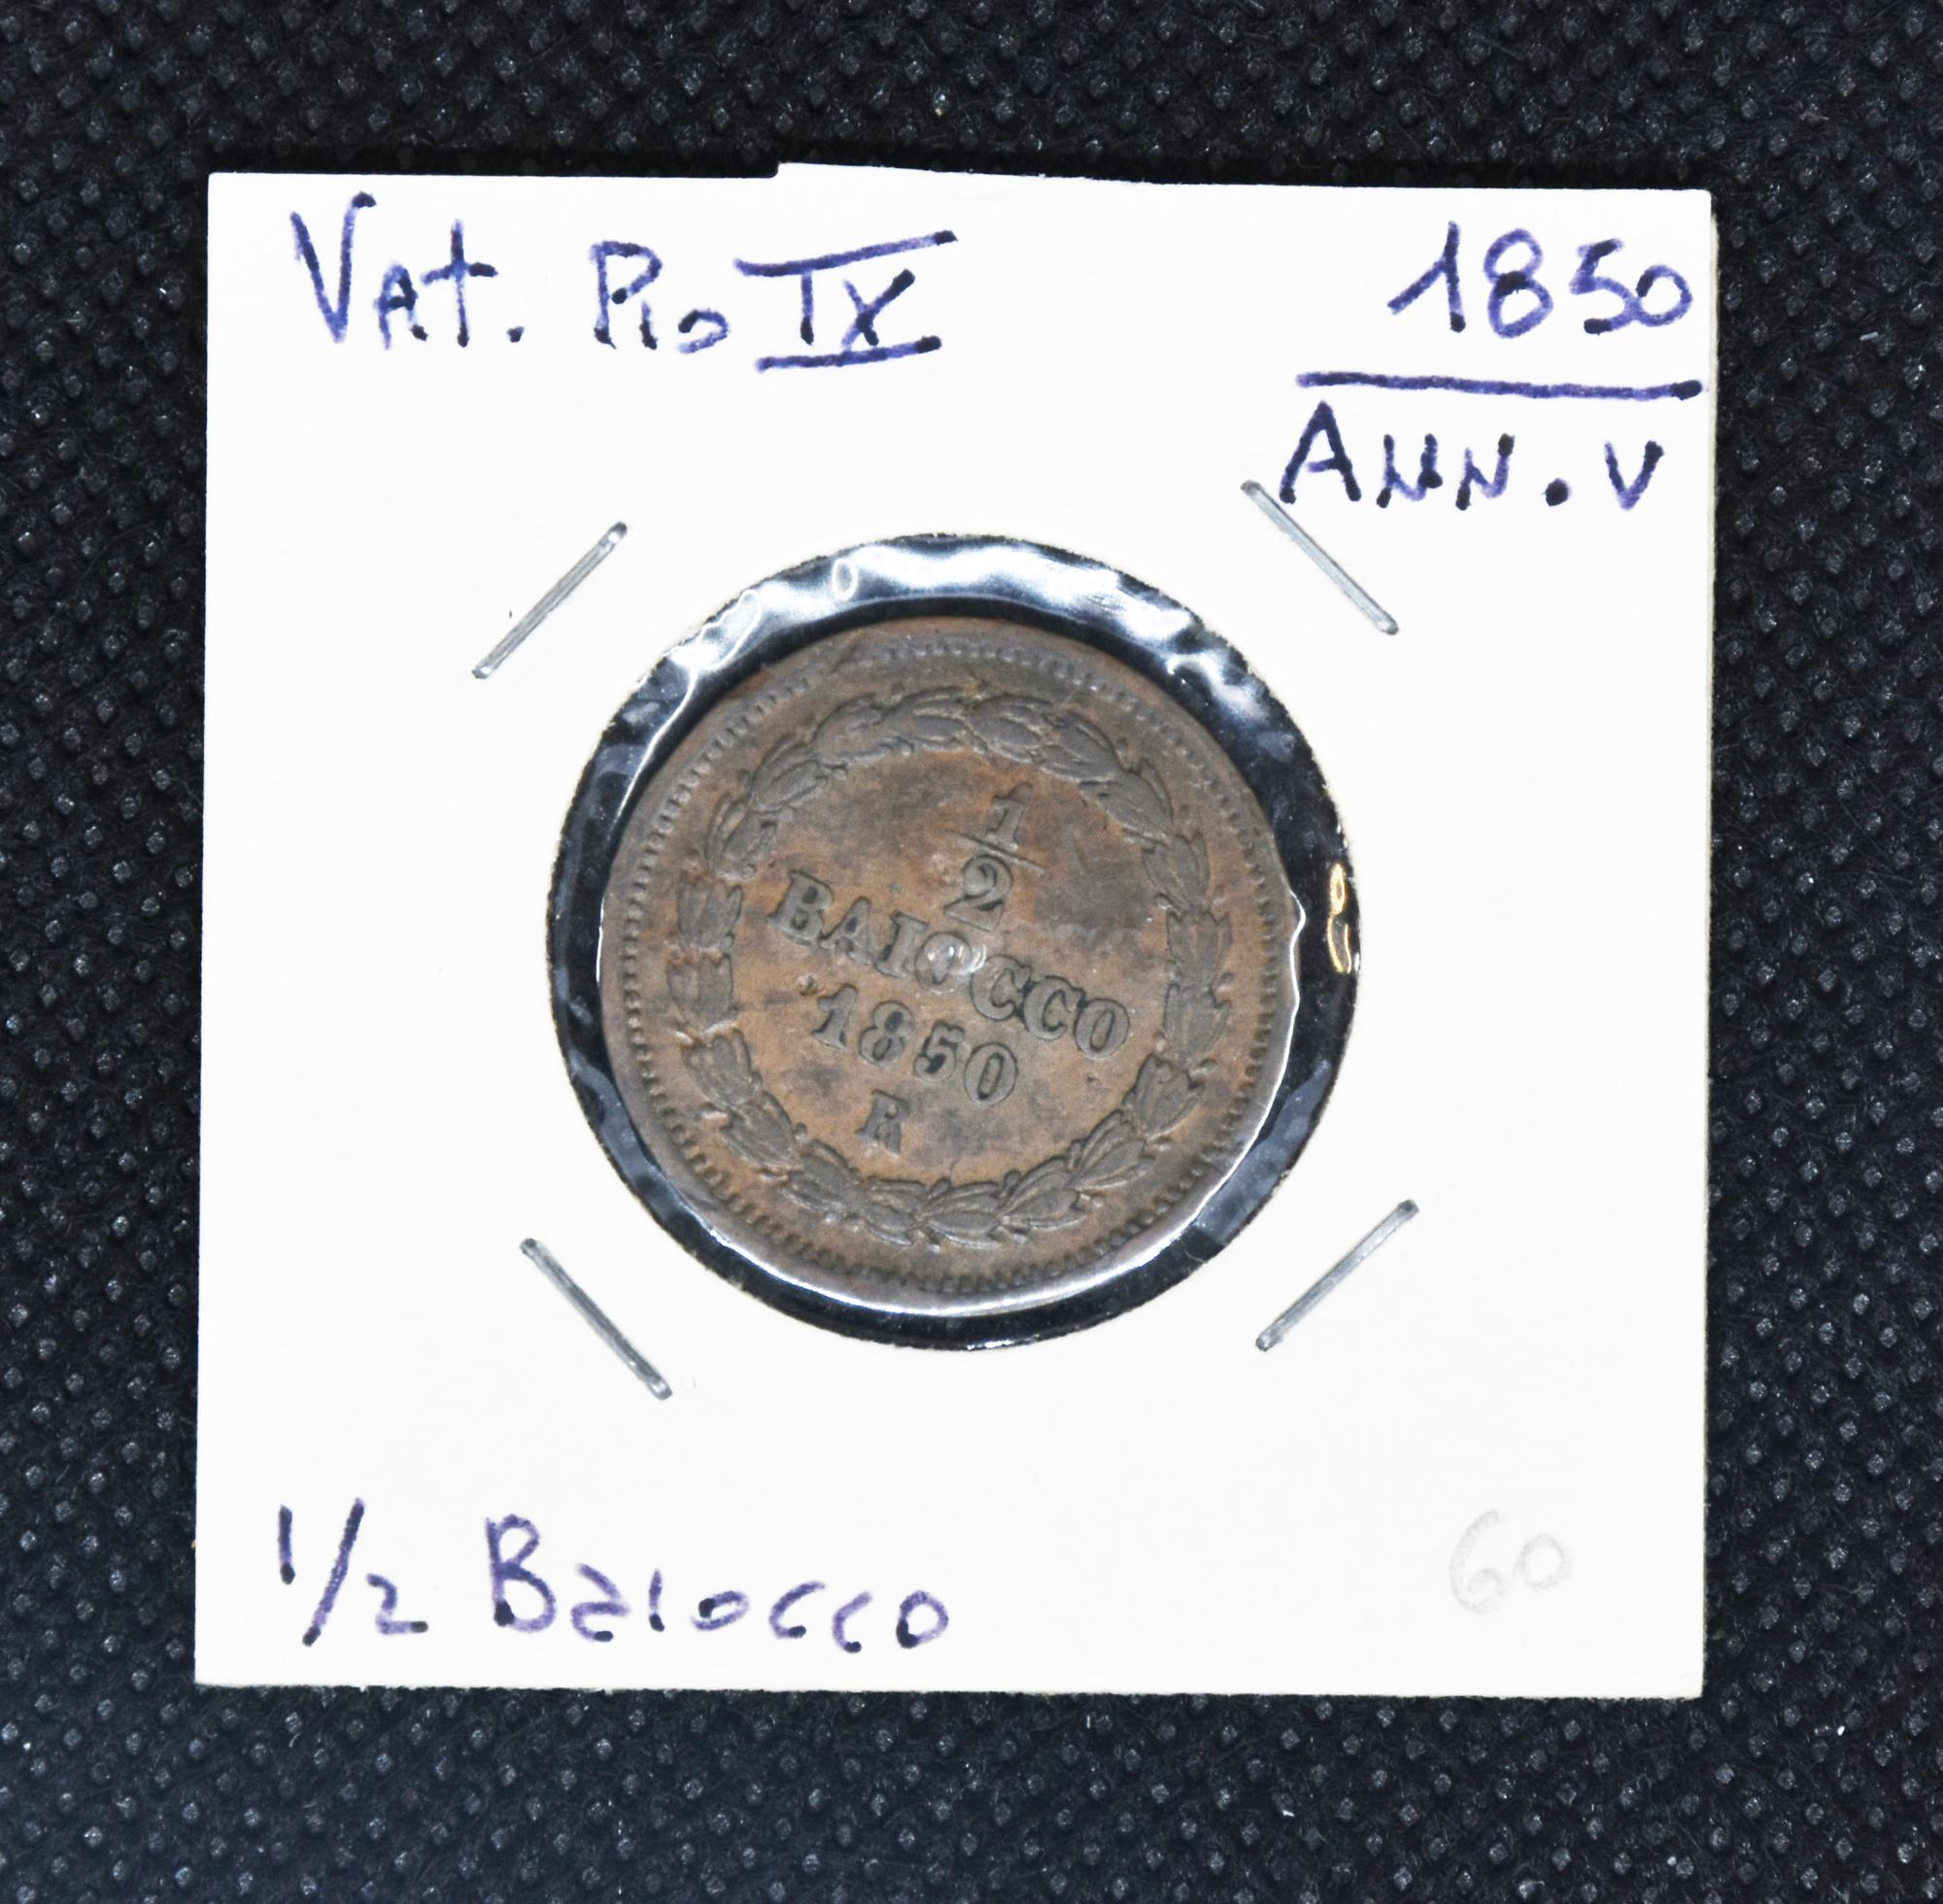 Vat. Pio IX
1850
Ann. V
1
2
BAIOCCO
1850
R
1/2 Baiocco
60